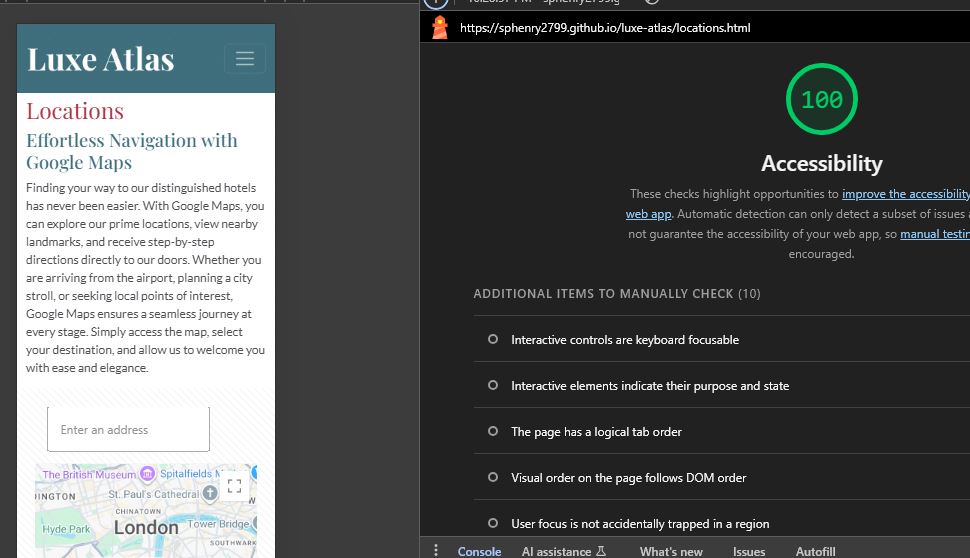 https://sphenry2799.github.io/luxe-atlas/locations.html
Luxe Atlas
Locations
Effortless Navigation with
Google Maps
Finding your way to our distinguished hotels
has never been easier. With Google Maps, you
can explore our prime locations, view nearby
landmarks, and receive step-by-step
directions directly to our doors. Whether you
are arriving from the airport, planning a city
stroll, or seeking local points of interest,
Google Maps ensures a seamless journey at
every stage. Simply access the map, select
your destination, and allow us to welcome you
with ease and elegance.
Enter an address
The British Museum
Spitalfields M
DINGTON
St. Paul's Cathedral
CHINATOWN
London
Hyde Park
Tower Bridge
SOUTHWARK
100
Accessibility
These checks highlight opportunities to improve the accessibility
web app. Automatic detection can only detect a subset of issues a
not guarantee the accessibility of your web app, so manual testin
encouraged.
ADDITIONAL ITEMS TO MANUALLY CHECK (10)
Interactive controls are keyboard focusable
Interactive elements indicate their purpose and state
The page has a logical tab order
Visual order on the page follows DOM order
User focus is not accidentally trapped in a region
Console
AI assistance
What's new
Issues
Autofill